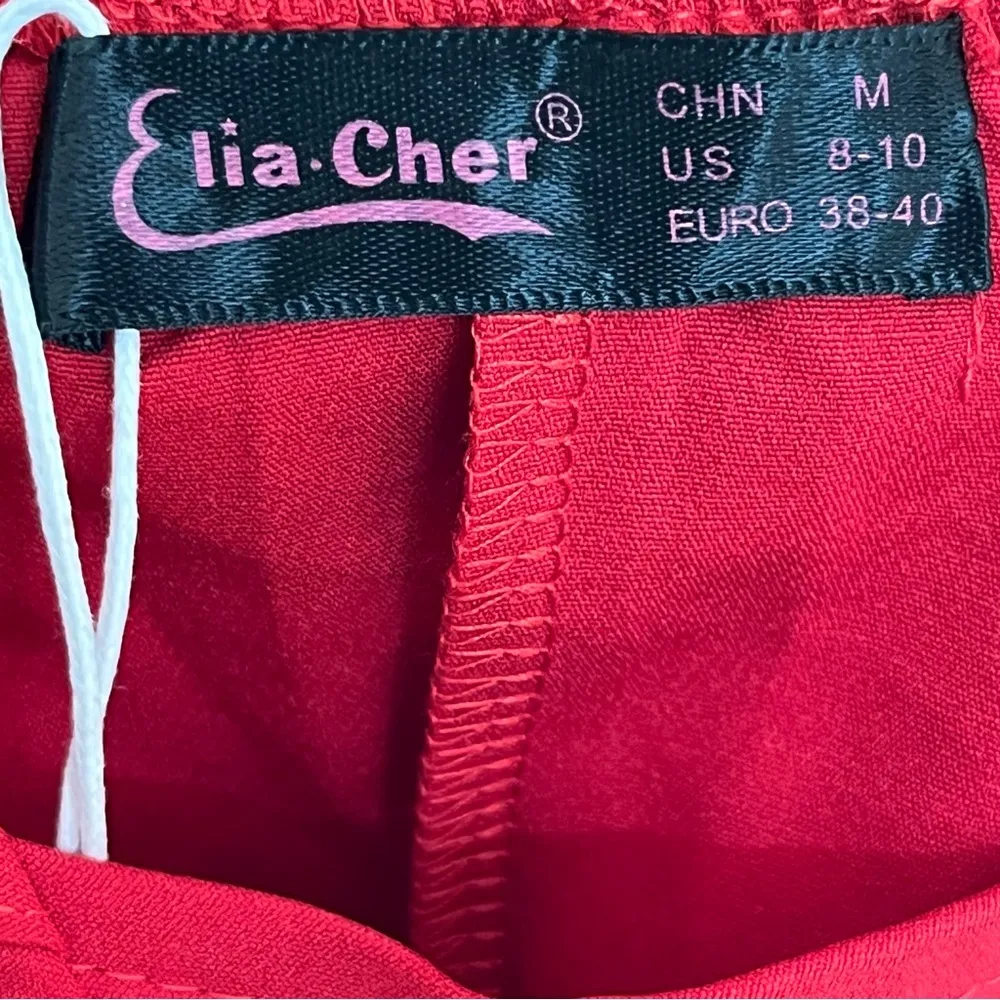 Elia·Cher®
CHN M
US 8-10
EURO 38-40